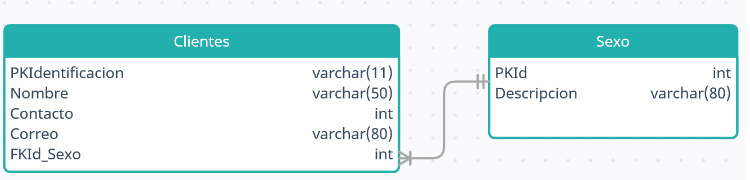 Clientes
PKIdentificacion varchar(11)
Nombre varchar(50)
Contacto int
Correo varchar(80)
FKId_Sexo int
Sexo
PKId int
Descripcion varchar(80)